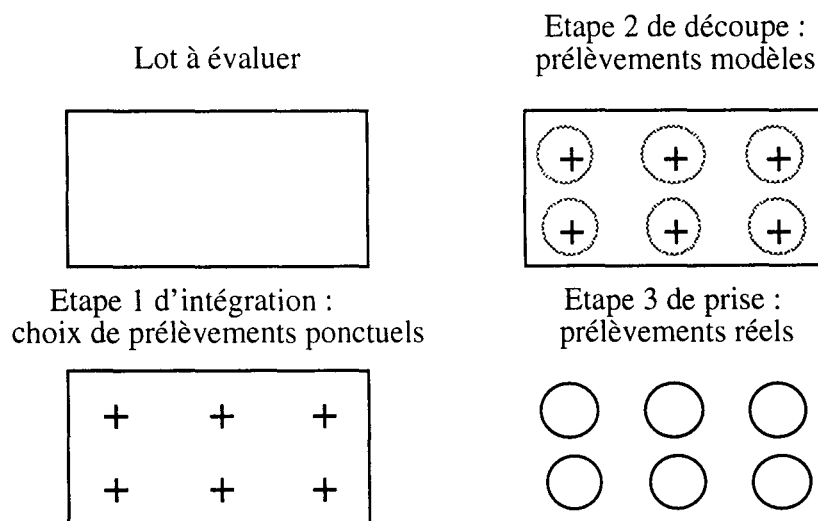 Lot à évaluer
Etape 1 d'intégration :
choix de prélèvements ponctuels
Etape 2 de découpe :
prélèvements modèles
Etape 3 de prise :
prélèvements réels